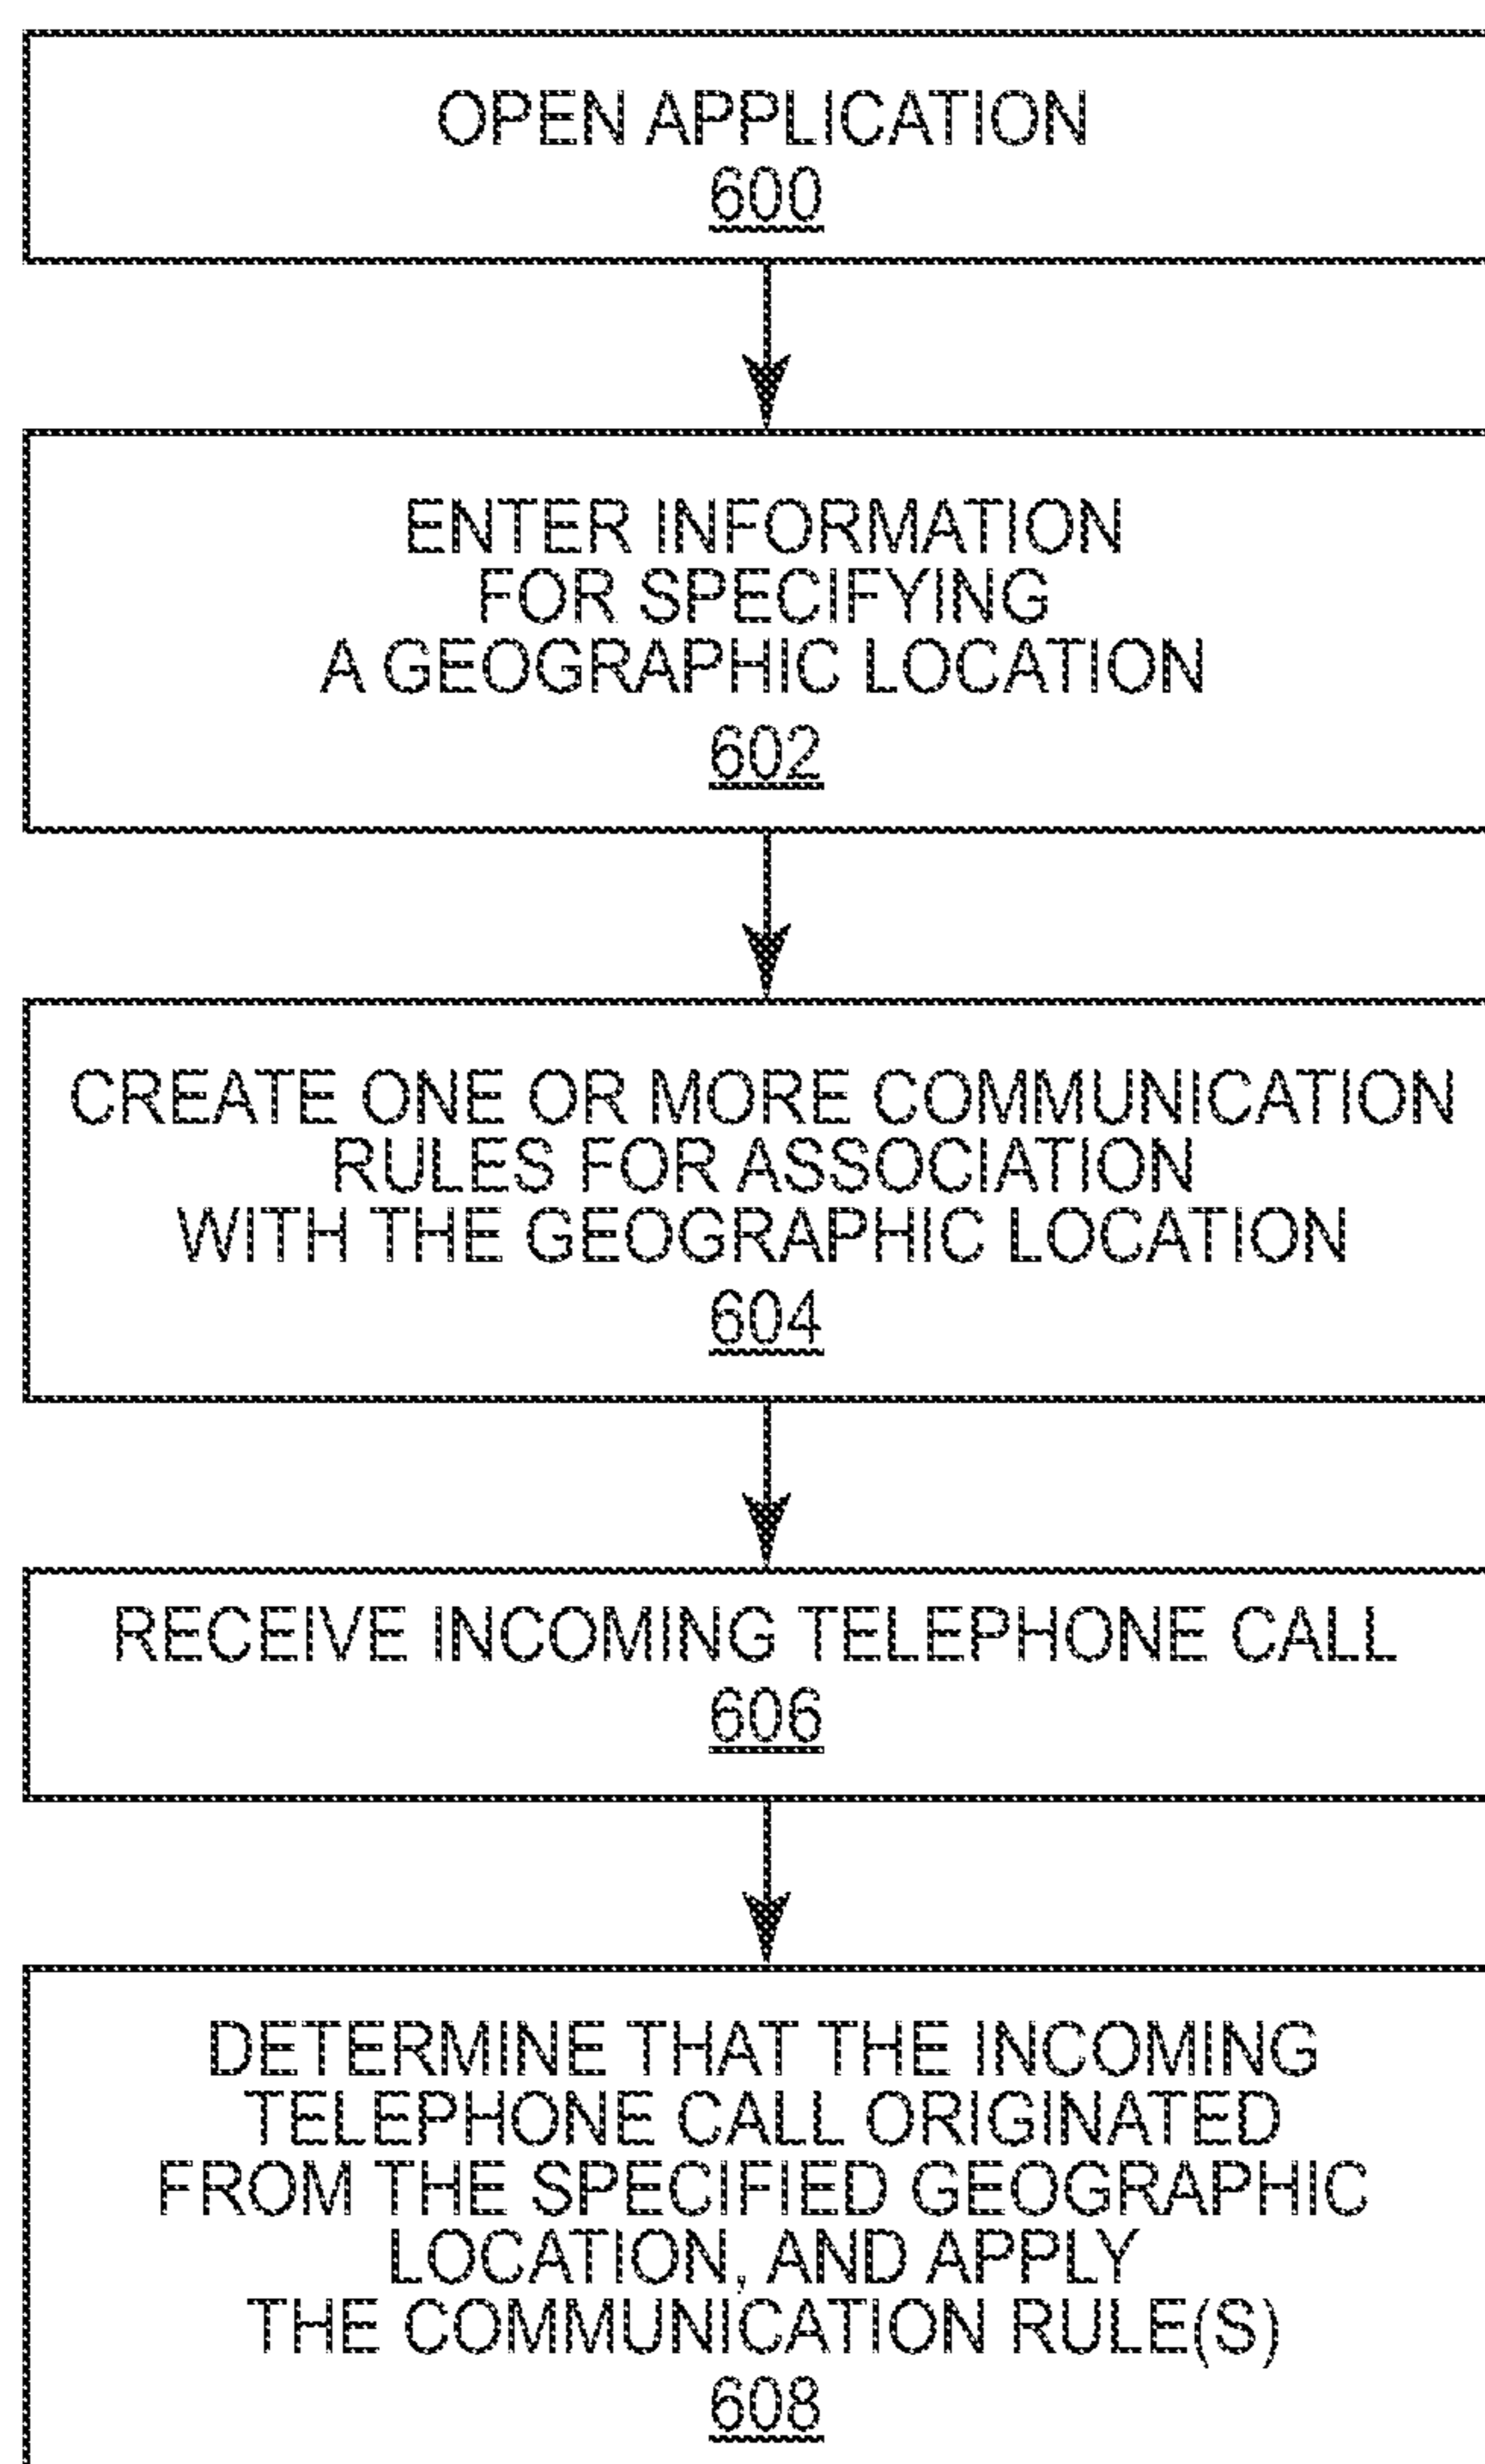 OPEN APPLICATION
600
ENTER INFORMATION
FOR SPECIFYING
A GEOGRAPHIC LOCATION
602
CREATE ONE OR MORE COMMUNICATION
RULES FOR ASSOCIATION
WITH THE GEOGRAPHIC LOCATION
604
RECEIVE INCOMING TELEPHONE CALL
606
DETERMINE THAT THE INCOMING
TELEPHONE CALL ORIGINATED
FROM THE SPECIFIED GEOGRAPHIC
LOCATION, AND APPLY
THE COMMUNICATION RULE(S)
608